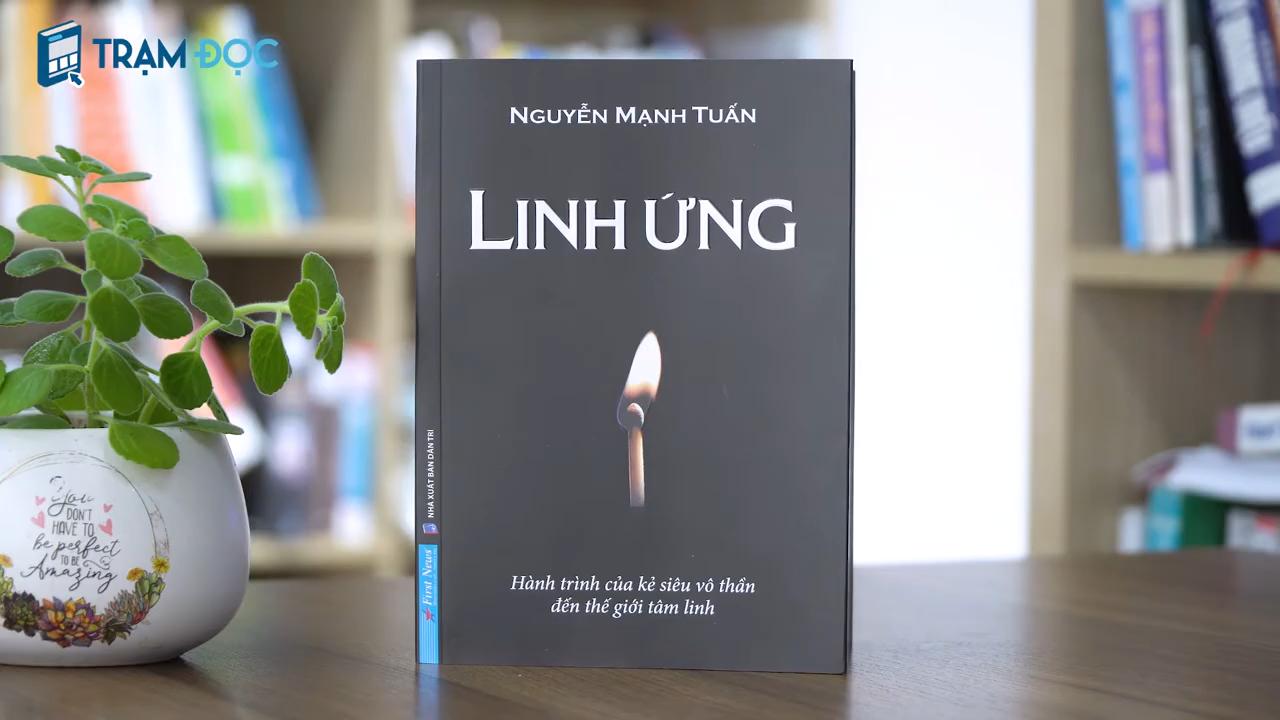 TRẠM ĐỌC
NGUYỄN MẠNH TUẤN
LINH ỨNG
Hành trình của kẻ siêu vô thần
đến thế giới tâm linh
NHÀ XUẤT BẢN DÂN TRÍ
First News
You
DON'T
HAVE TO
be perfect
TO BE
Amazing